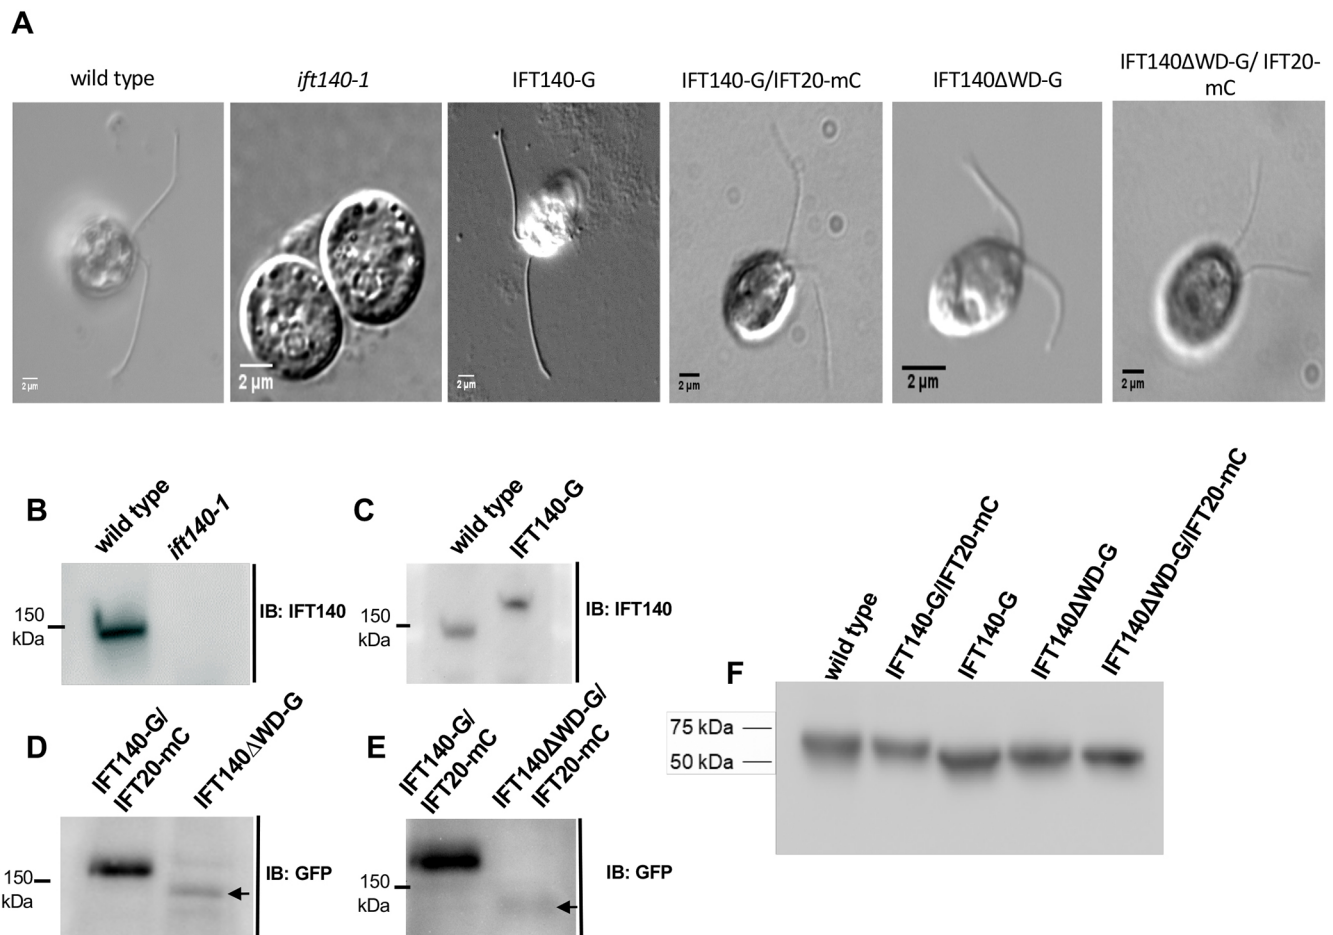 A
wild type
ift140-1
IFT140-G
IFT140-G/IFT20-mC
IFT140ΔWD-G
IFT140ΔWD-G/ IFT20-
mC
2 µm
2 µm
2 µm
2 µm
2 µm
2 µm
B
wild type
ift140-1
150
kDa
IB: IFT140
C
wild type
IFT140-G
150
kDa
IB: IFT140
D
IFT140-G/
IFT20-mC
IFT140ΔWD-G
150
kDa
IB: GFP
E
IFT140-G/
IFT20-mC
IFT140ΔWD-G/
IFT20-mC
150
kDa
IB: GFP
F
wild type
IFT140-G/IFT20-mC
IFT140-G
IFT140ΔWD-G
IFT140ΔWD-G/IFT20-mC
75 kDa
50 kDa